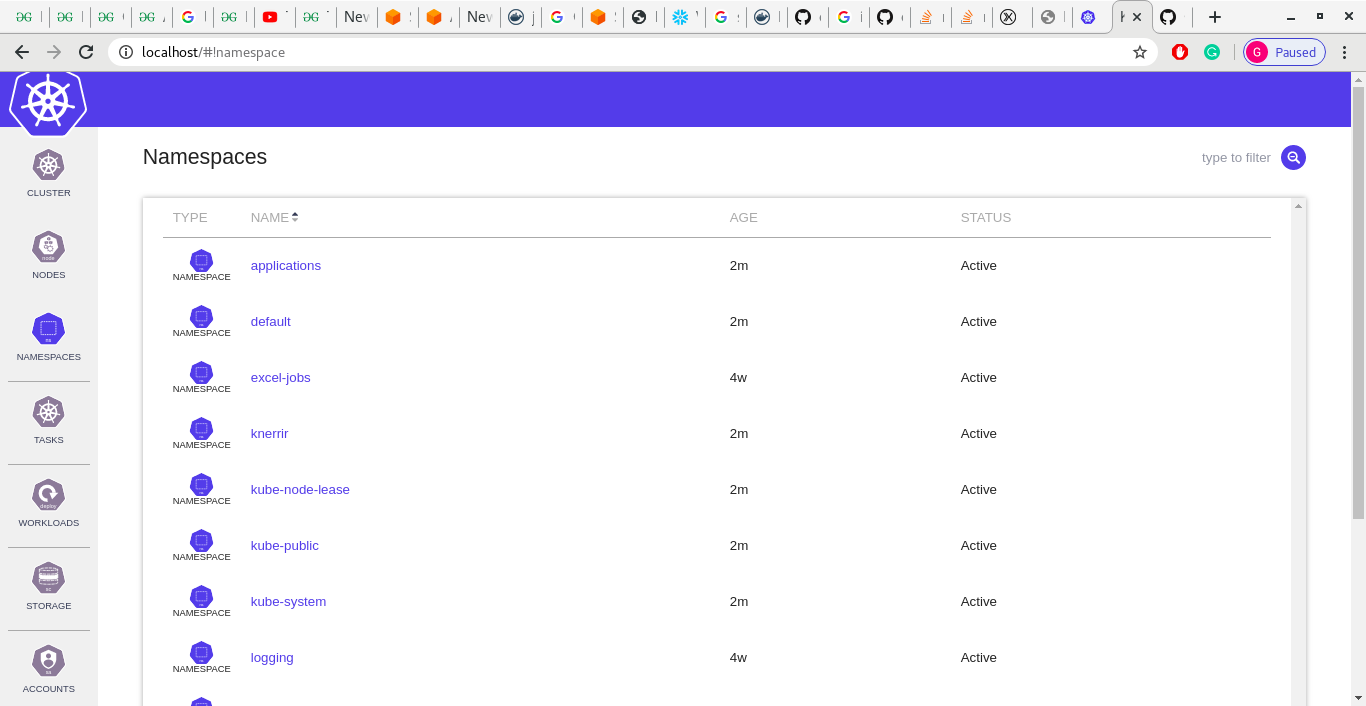 New
New
localhost/#!namespace
G
Paused
Namespaces
type to filter
CLUSTER
NODES
NAMESPACES
TASKS
WORKLOADS
STORAGE
ACCOUNTS
TYPE NAME AGE STATUS
NAMESPACE applications 2m Active
NAMESPACE default 2m Active
NAMESPACE excel-jobs 4w Active
NAMESPACE knerrir 2m Active
NAMESPACE kube-node-lease 2m Active
NAMESPACE kube-public 2m Active
NAMESPACE kube-system 2m Active
NAMESPACE logging 4w Active